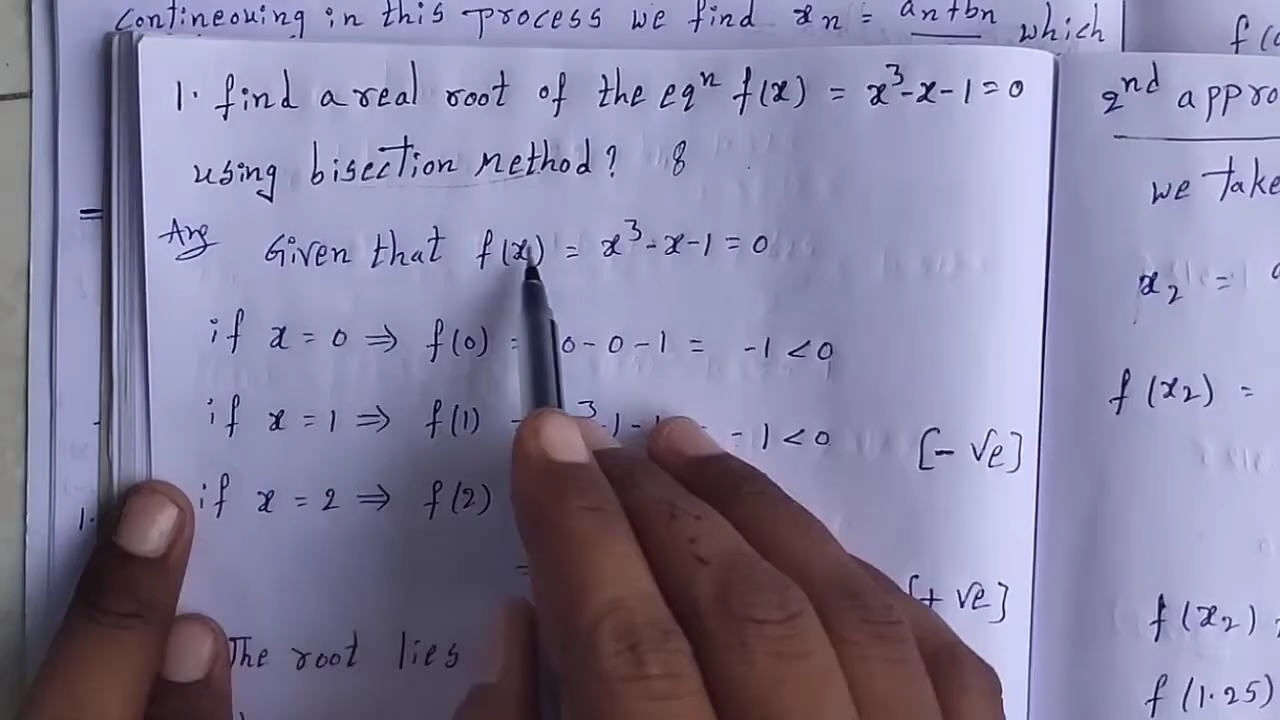 Contineouing in this process we find xn = an+bn which
1. find a real root of the eqn f(x) = x³-x-1=0
using bisection method? 8
Ans Given that f(x) = x³-x-1=0
if x=0 ⇒ f(0) = 0-0-1 = -1<0
if x=1 ⇒ f(1) 3-1- -1<0 [-ve]
if x=2 ⇒ f(2)
=
[+ve]
The root lies
f(
2nd appro
we take
x2 =
f(x2) =
f(x2)
f(1.25)
1.